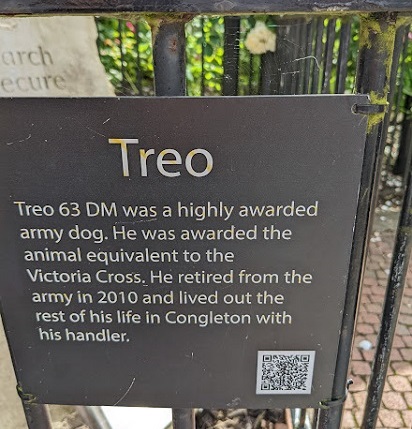 arch
ecure
Treo
Treo 63 DM was a highly awarded
army dog. He was awarded the
animal equivalent to the
Victoria Cross. He retired from the
army in 2010 and lived out the
rest of his life in Congleton with
his handler.